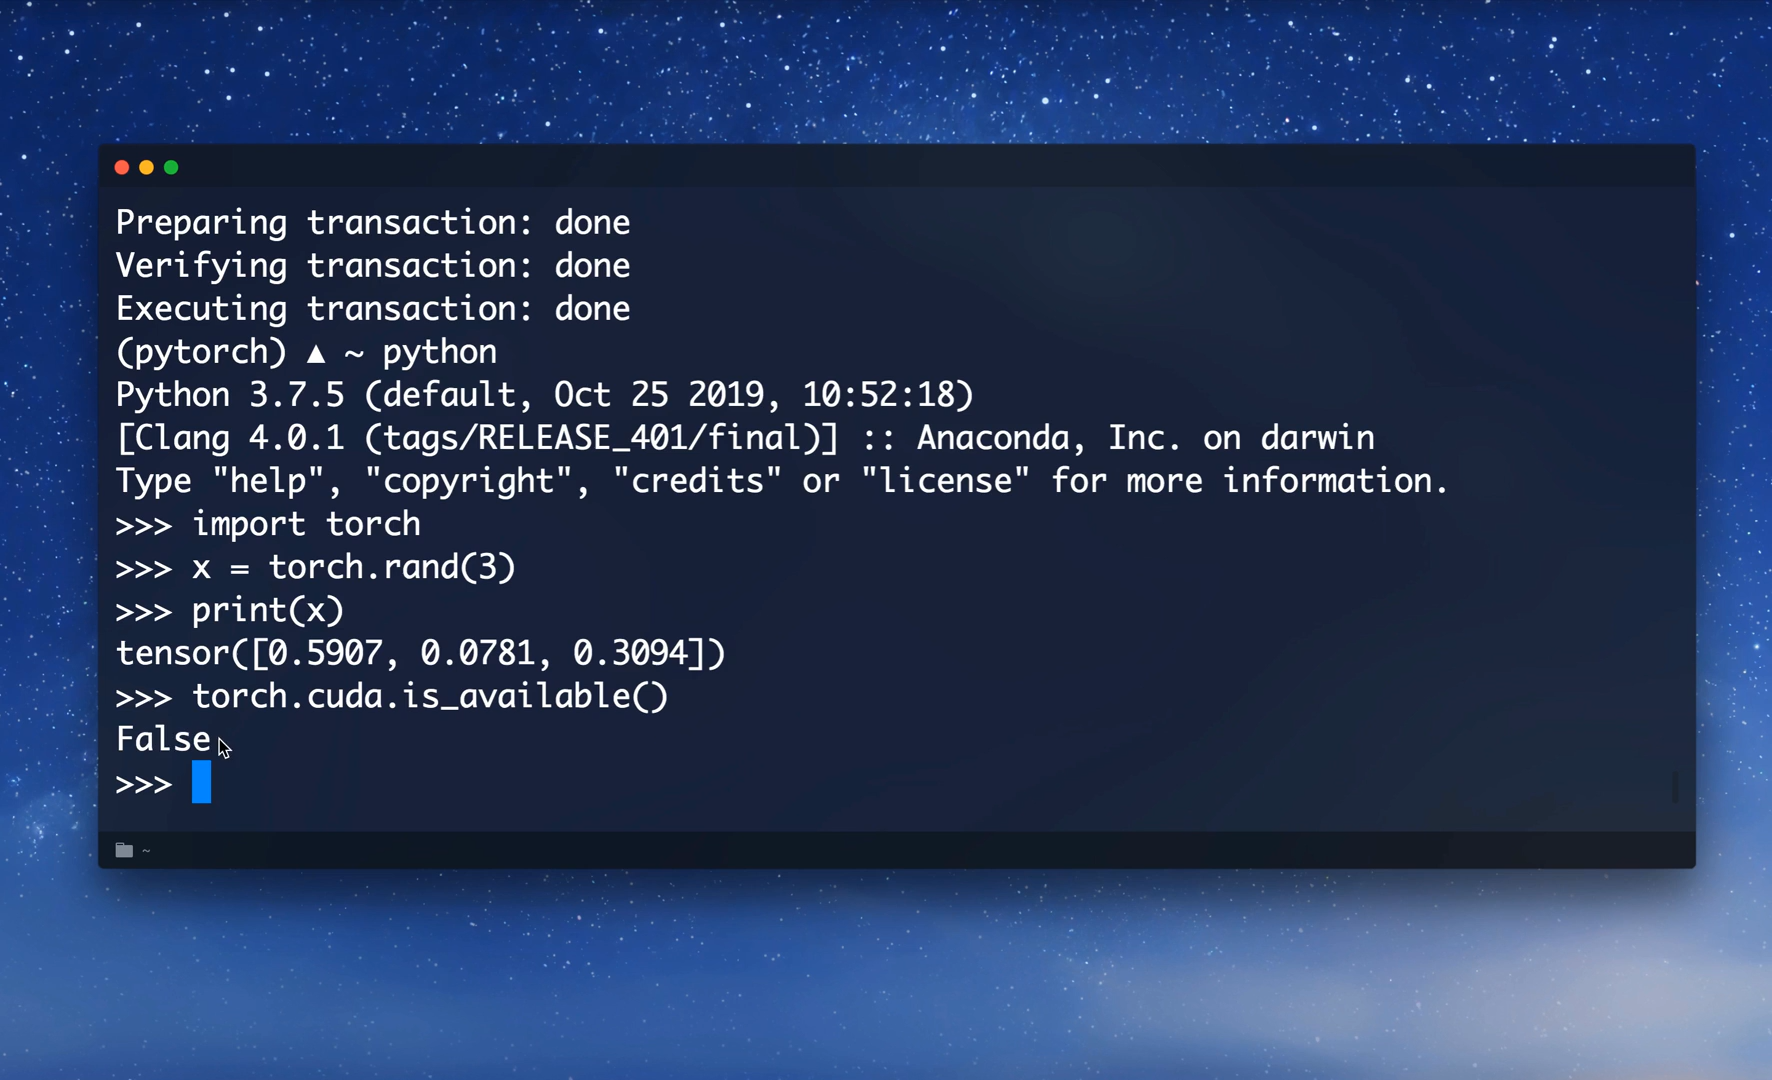 Preparing transaction: done
Verifying transaction: done
Executing transaction: done
(pytorch) ▲ ~ python
Python 3.7.5 (default, Oct 25 2019, 10:52:18)
[Clang 4.0.1 (tags/RELEASE_401/final)] :: Anaconda, Inc. on darwin
Type "help", "copyright", "credits" or "license" for more information.
>>> import torch
>>> x = torch.rand(3)
>>> print(x)
tensor([0.5907, 0.0781, 0.3094])
>>> torch.cuda.is_available()
False
>>>
~